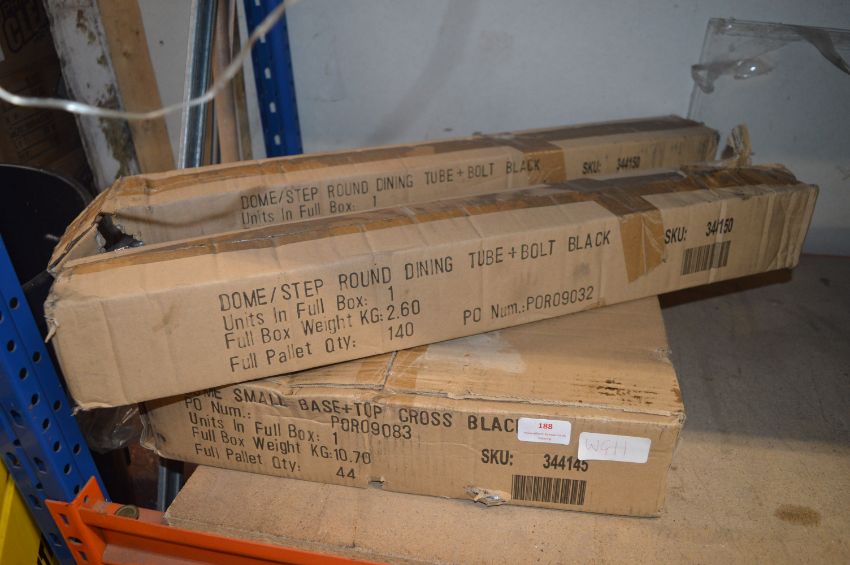 DOME/STEP ROUND DINING TUBE+BOLT BLACK
Units In Full Box: 1
SKU: 344150
DOME/STEP ROUND DINING TUBE+BOLT BLACK
Units In Full Box: 1
Full Box Weight KG: 2.60
Full Pallet Qty: 140
PO Num.: POR09032
SKU: 344150
SMALL BASE+TOP CROSS BLACK
PO Num.: POR09083
Units In Full Box: 1
Full Box Weight KG: 10.70
Full Pallet Qty: 44
188
SKU: 344145